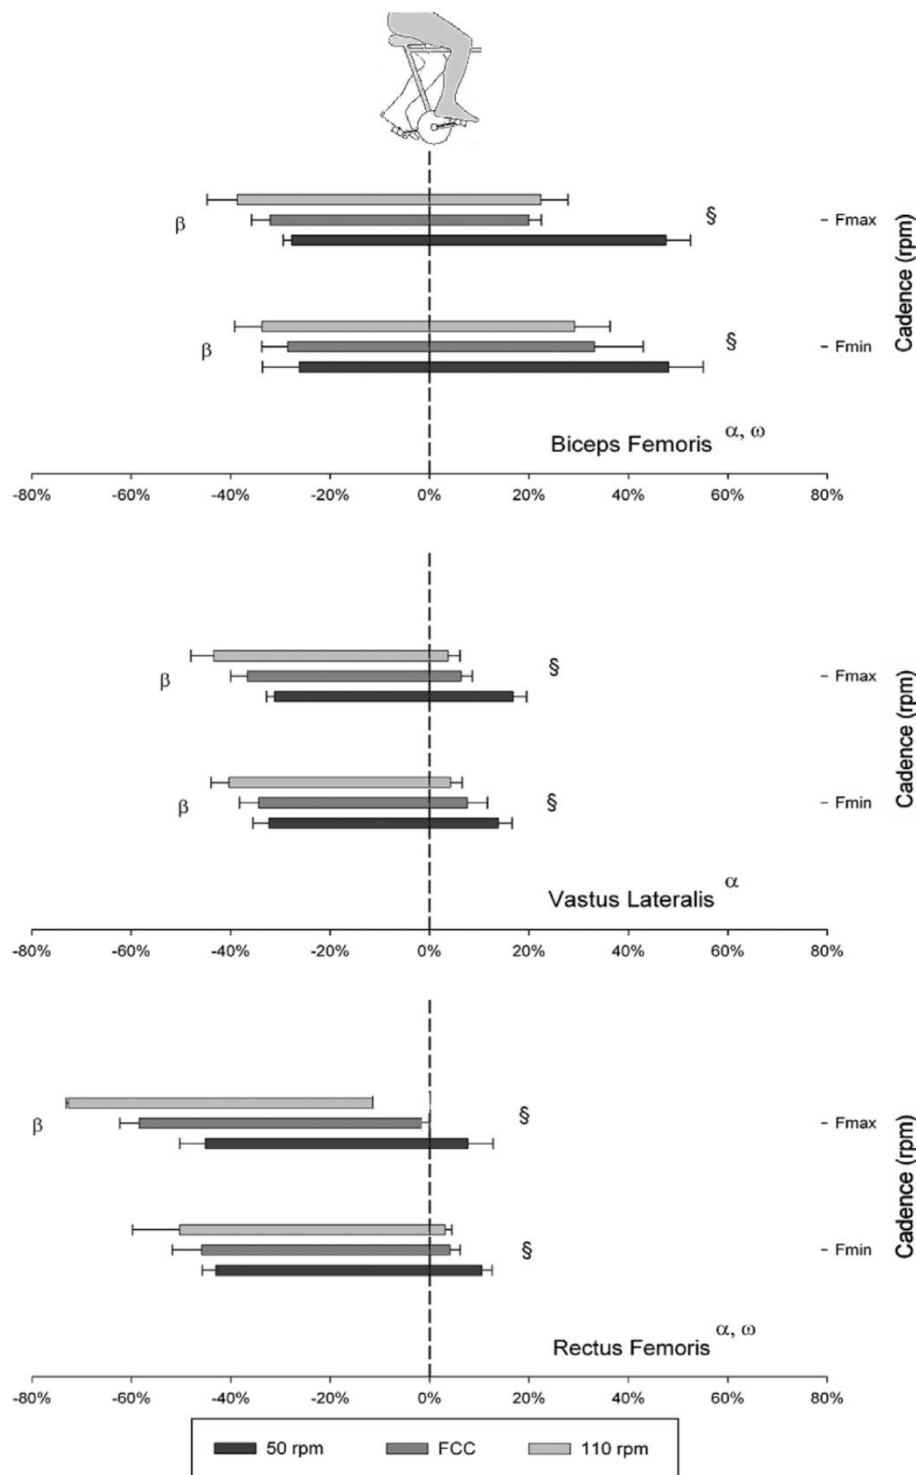 β § – Fmax
β § – Fmin
Cadence (rpm)
Biceps Femoris α, ω
-80% -60% -40% -20% 0% 20% 40% 60% 80%
β § – Fmax
β § – Fmin
Cadence (rpm)
Vastus Lateralis α
-80% -60% -40% -20% 0% 20% 40% 60% 80%
β § – Fmax
§ – Fmin
Cadence (rpm)
Rectus Femoris α, ω
-80% -60% -40% -20% 0% 20% 40% 60% 80%
50 rpm FCC 110 rpm